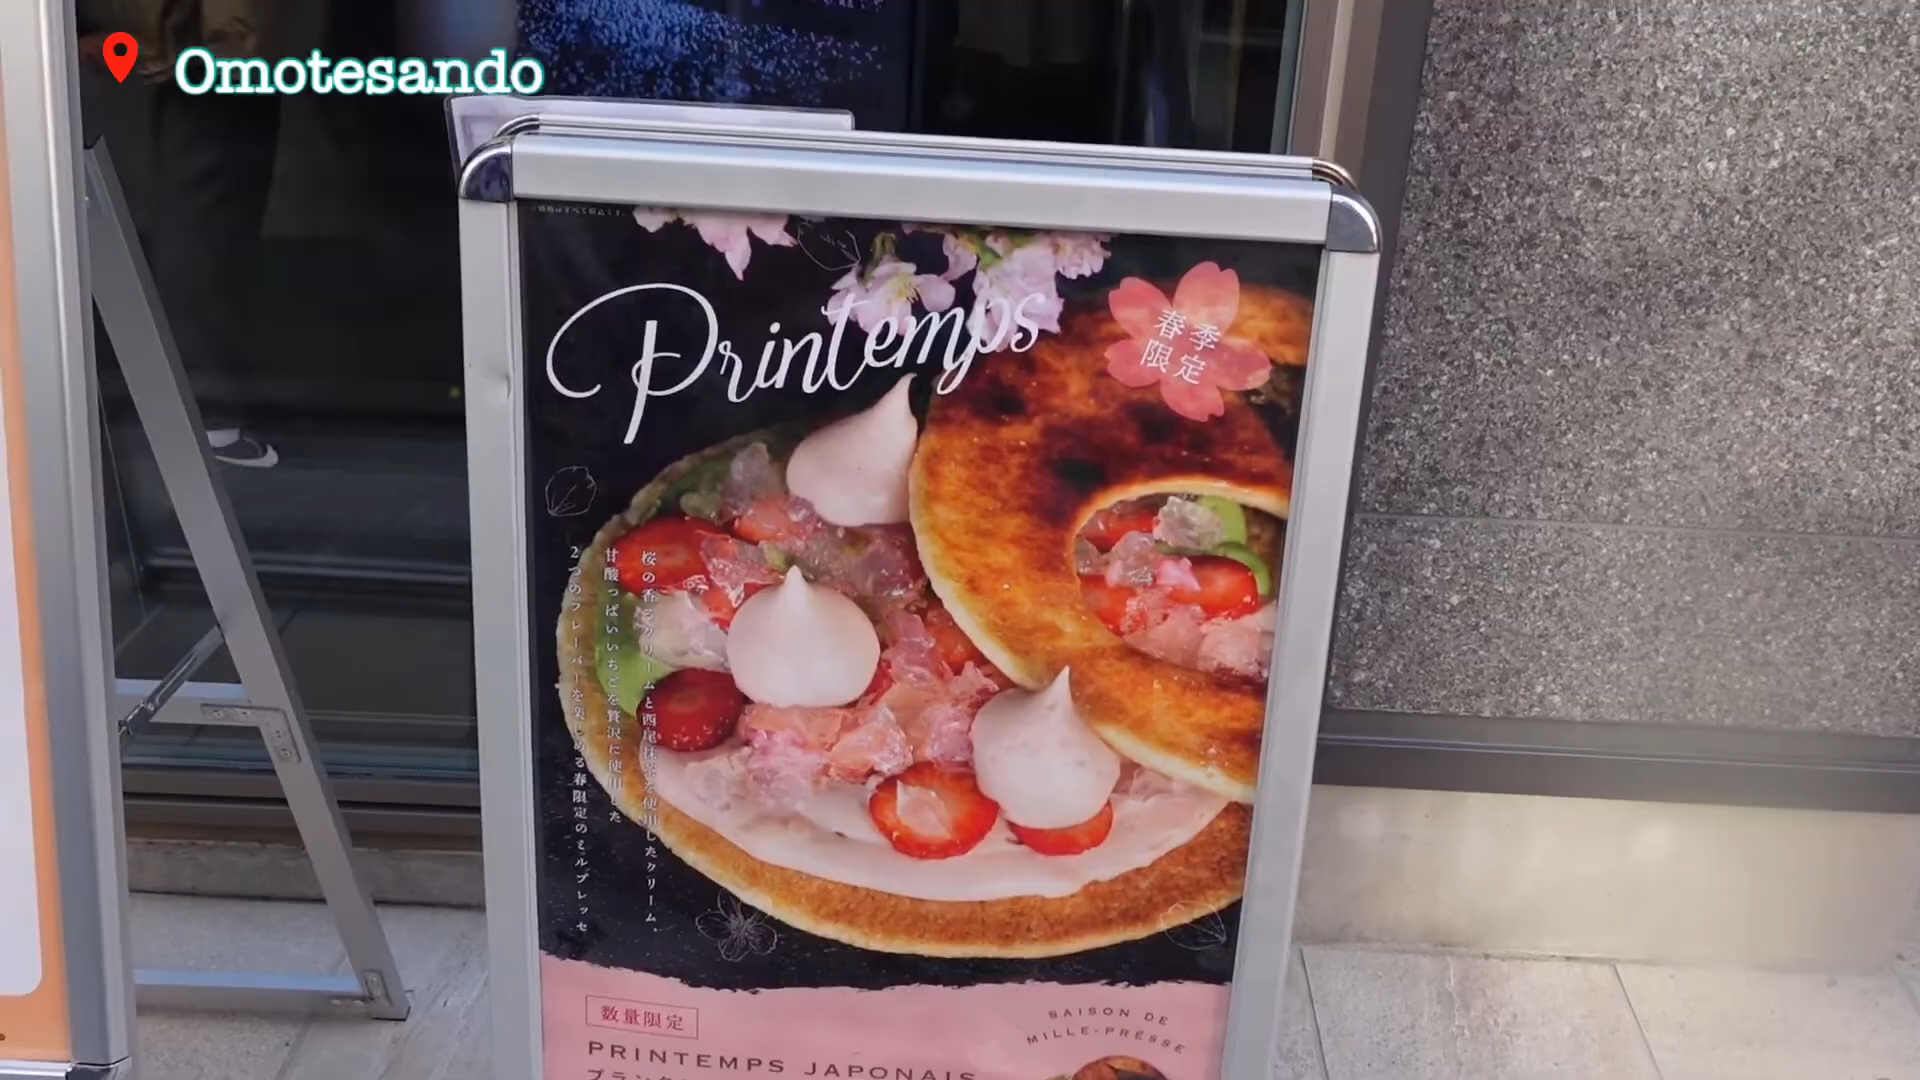 Omotesando
Printemps
春季
限定
桜の香るクリームと西尾抹茶を使用したクリーム、
甘酸っぱいいちごを贅沢に使用した
2つのフレーバーを楽しめる春限定のミルプレッセ
数量限定
SAISON DE
MILLE-PRÉSSE
PRINTEMPS JAPONAIS